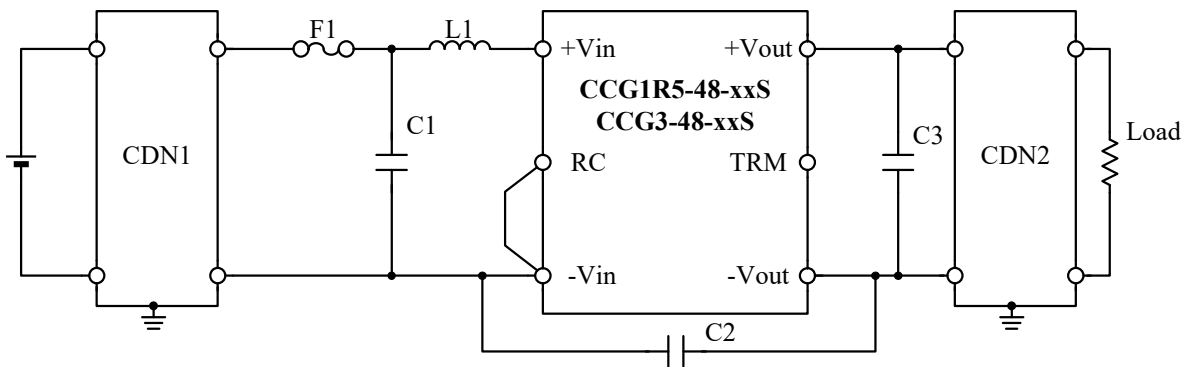 F1
L1
+Vin
+Vout
CCG1R5-48-xxS
CCG3-48-xxS
C1
C3
Load
CDN1
RC
TRM
CDN2
-Vin
-Vout
C2